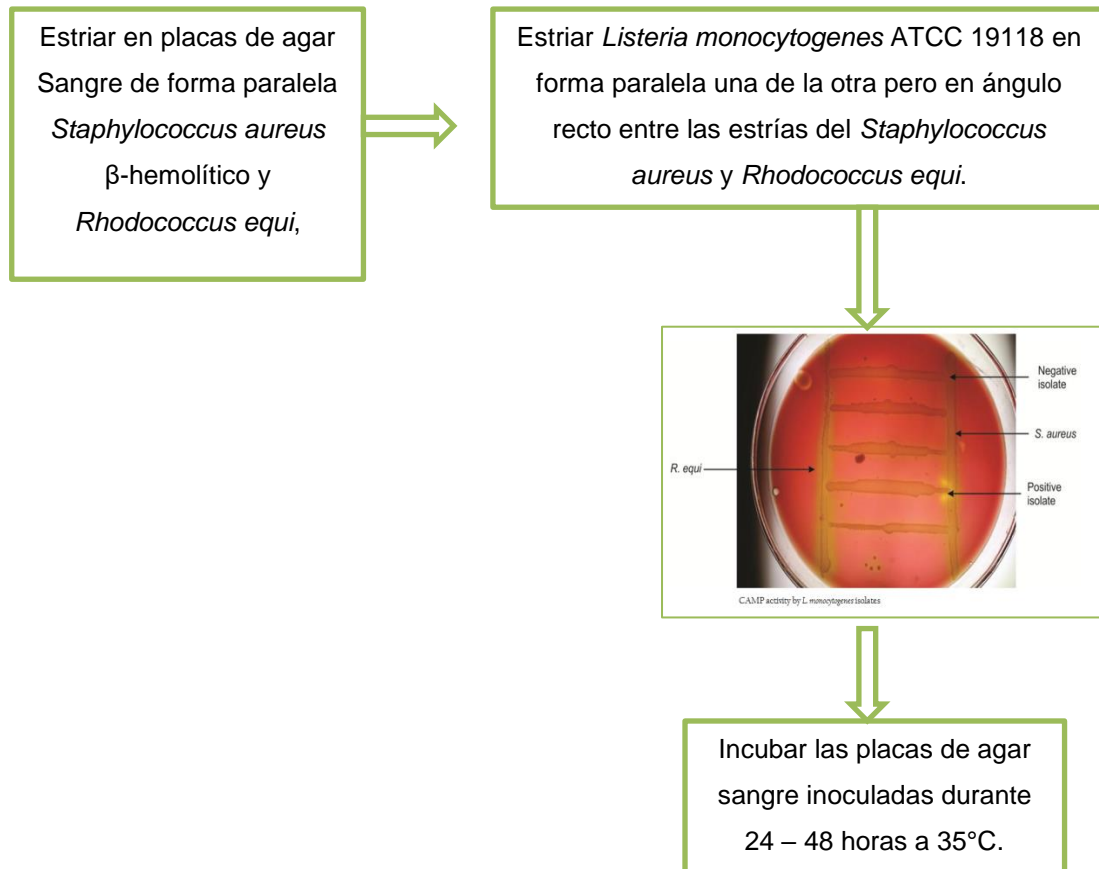 Estriar en placas de agar
Sangre de forma paralela
Staphylococcus aureus
β-hemolítico y
Rhodococcus equi,
Estriar Listeria monocytogenes ATCC 19118 en
forma paralela una de la otra pero en ángulo
recto entre las estrías del Staphylococcus
aureus y Rhodococcus equi.
Negative
isolate
S. aureus
R. equi
Positive
isolate
CAMP activity by L. monocytogenes isolates
Incubar las placas de agar
sangre inoculadas durante
24 – 48 horas a 35°C.